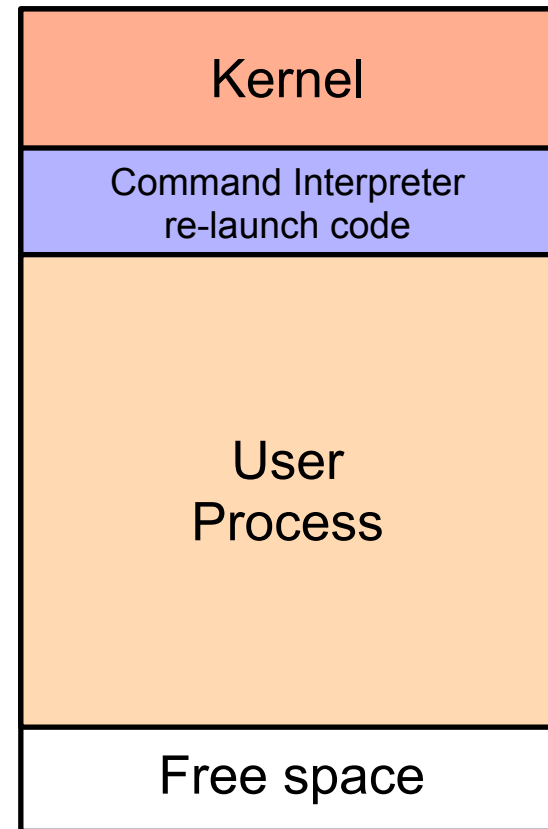 Kernel
Command Interpreter
re-launch code
User
Process
Free space